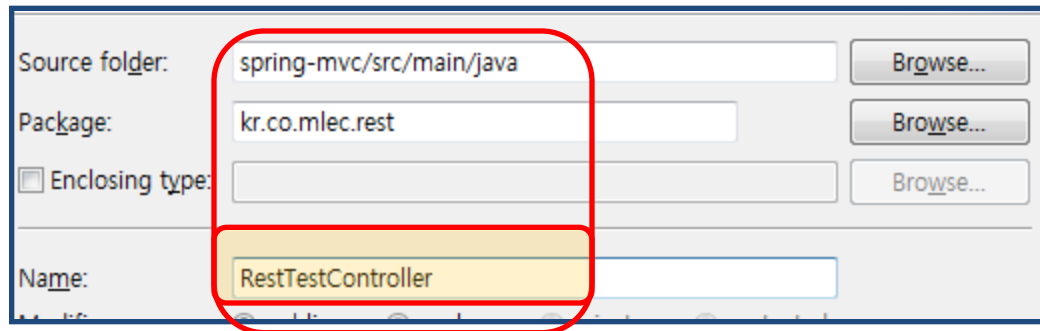 Source folder: spring-mvc/src/main/java Browse...
Package: kr.co.mlec.rest Browse...
Enclosing type: Browse...
Name: RestTestController